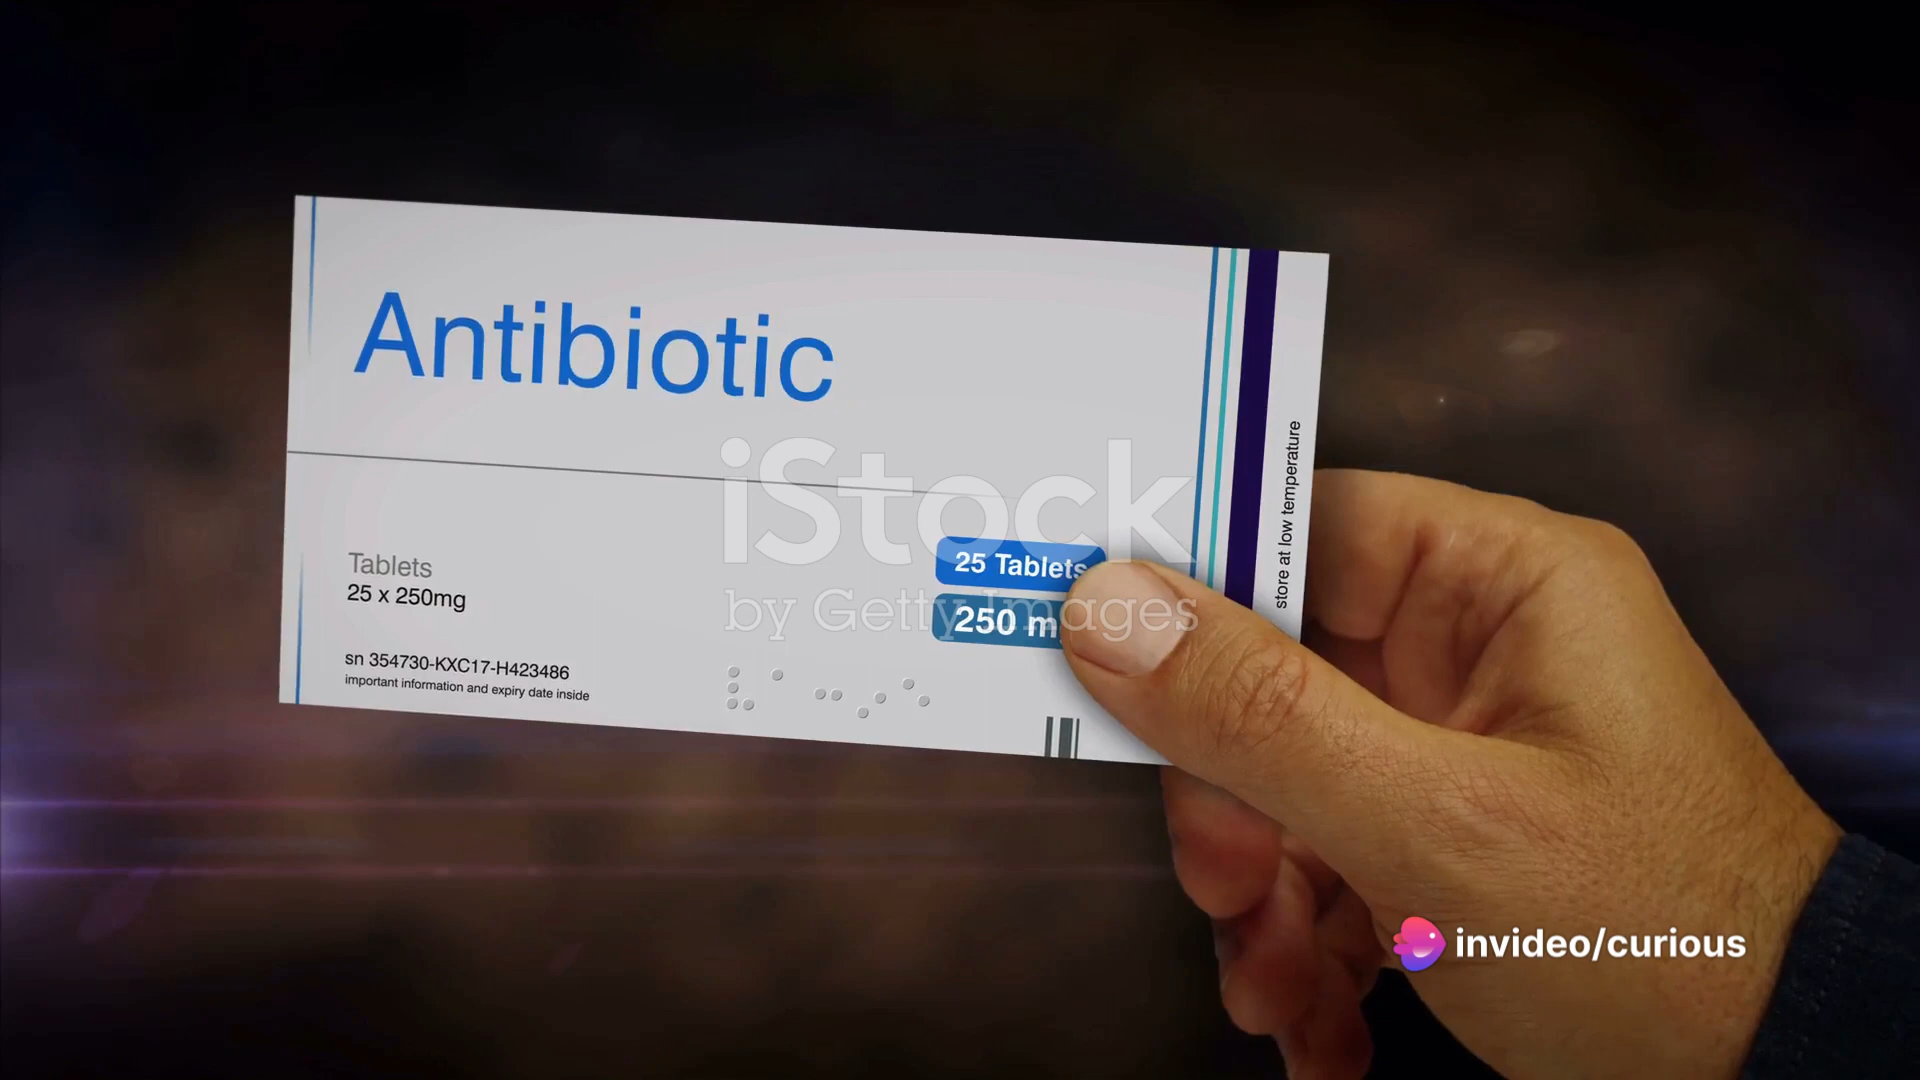 Antibiotic
Tablets
25 x 250mg
sn 354730-KXC17-H423486
important information and expiry date inside
25 Tablets
250 m
store at low temperature
iStock
by Getty Images
invideo/curious